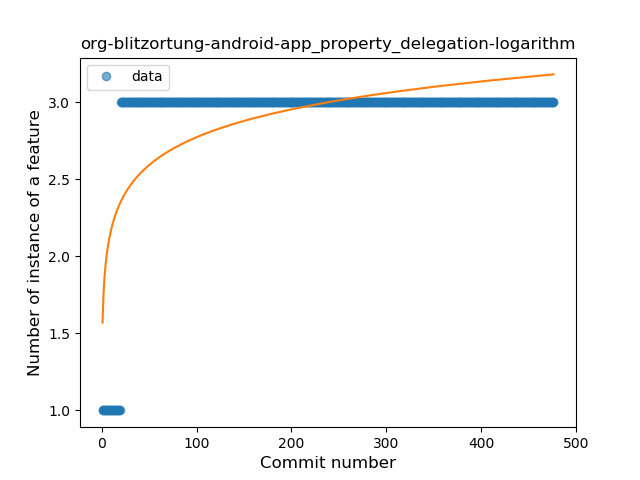 org-blitzortung-android-app_property_delegation-logarithm
data
Number of instance of a feature
3.0
2.5
2.0
1.5
1.0
0 100 200 300 400 500
Commit number